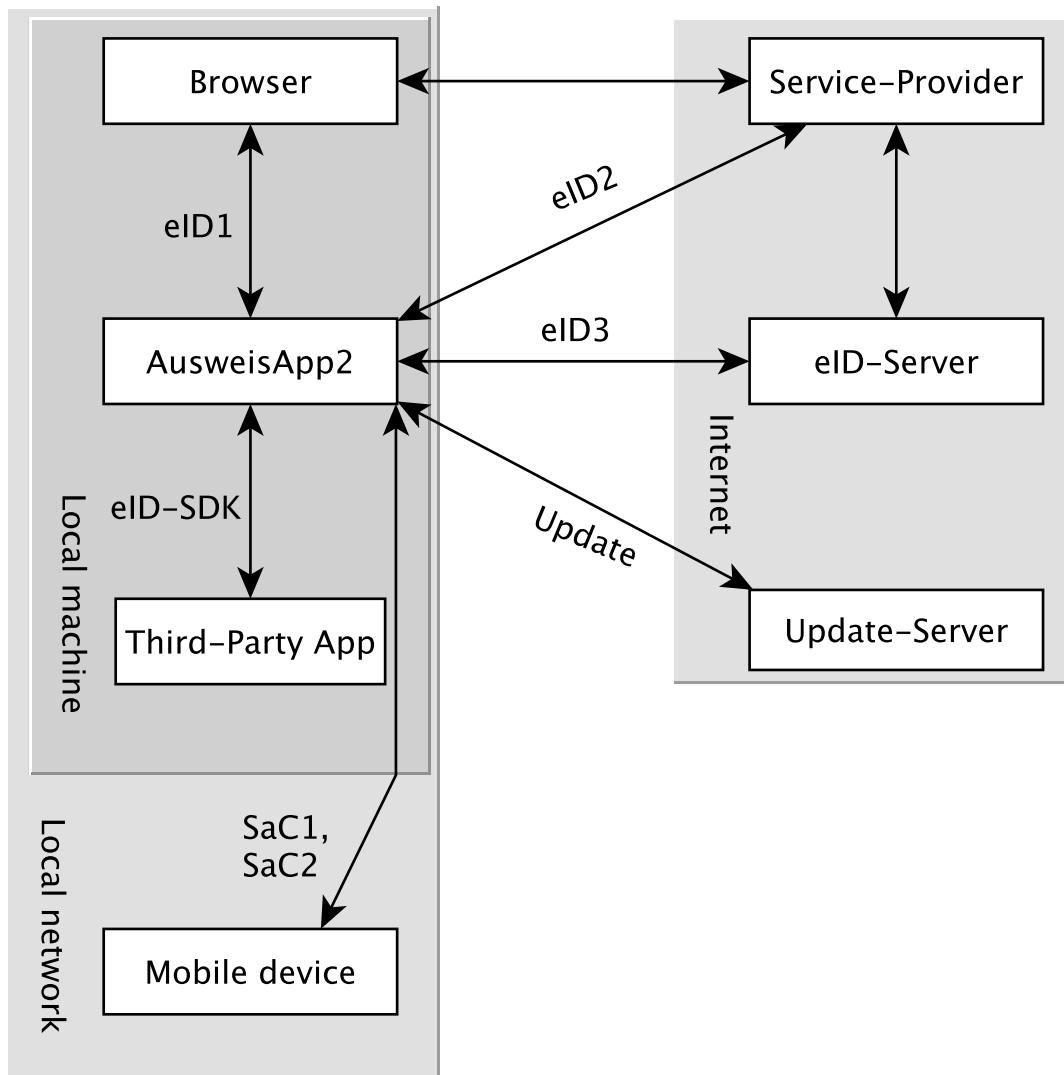 Browser
Service–Provider
eID2
eID1
eID3
AusweisApp2
eID–Server
Internet
eID–SDK
Local machine
Update
Third–Party App
Update–Server
SaC1,
SaC2
Local network
Mobile device